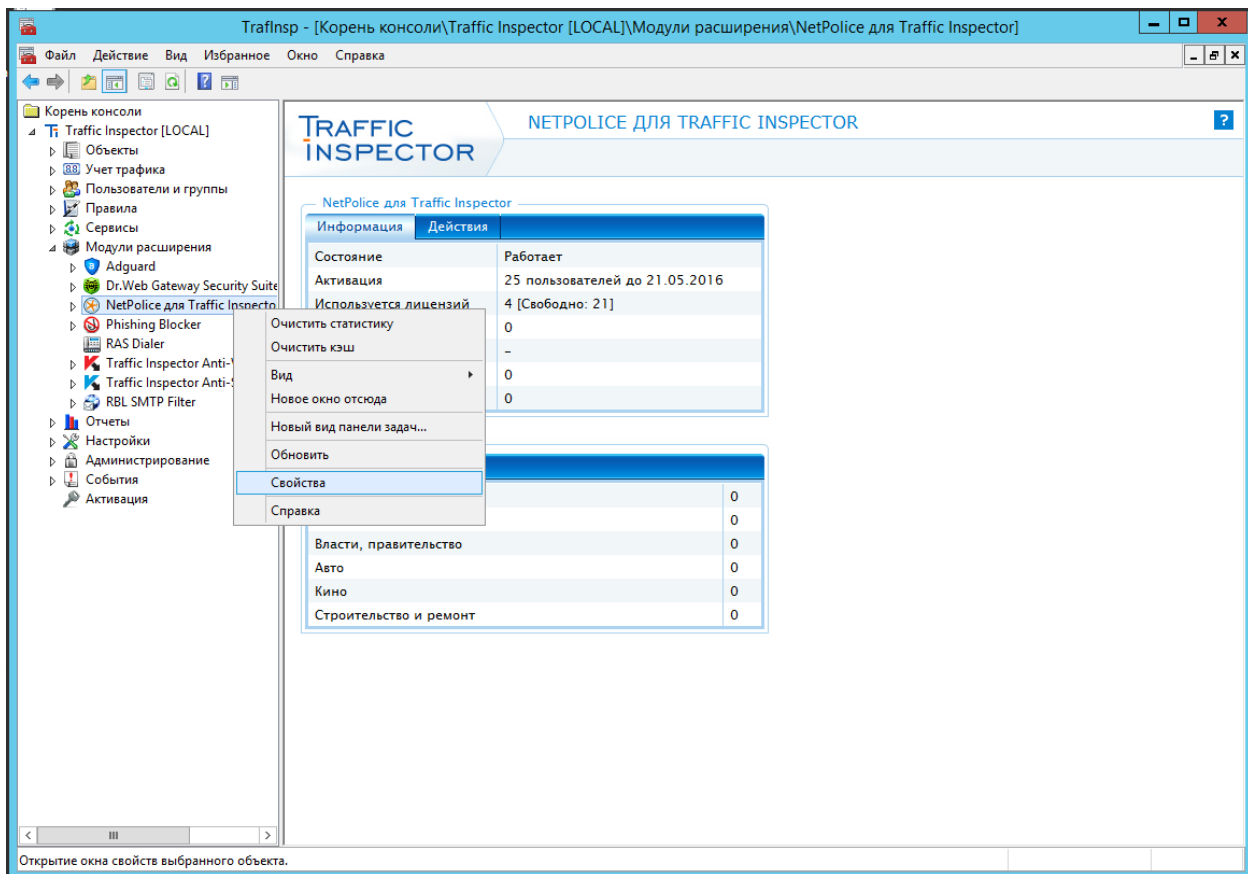 TrafInsp - [Корень консоли\Traffic Inspector [LOCAL]\Модули расширения\NetPolice для Traffic Inspector]
Файл Действие Вид Избранное Окно Справка
Корень консоли
Traffic Inspector [LOCAL]
Объекты
Учет трафика
Пользователи и группы
Правила
Сервисы
Модули расширения
Adguard
Dr.Web Gateway Security Suite
NetPolice для Traffic Inspecto
Phishing Blocker
RAS Dialer
Traffic Inspector Anti-
Traffic Inspector Anti-
RBL SMTP Filter
Отчеты
Настройки
Администрирование
События
Активация
Очистить статистику
Очистить кэш
Вид
Новое окно отсюда
Новый вид панели задач...
Обновить
Свойства
Справка
TRAFFIC
INSPECTOR
NETPOLICE ДЛЯ TRAFFIC INSPECTOR
NetPolice для Traffic Inspector
Информация Действия
Состояние Работает
Активация 25 пользователей до 21.05.2016
Используется лицензий 4 [Свободно: 21]
0
–
0
0
0
0
Власти, правительство 0
Авто 0
Кино 0
Строительство и ремонт 0
Открытие окна свойств выбранного объекта.